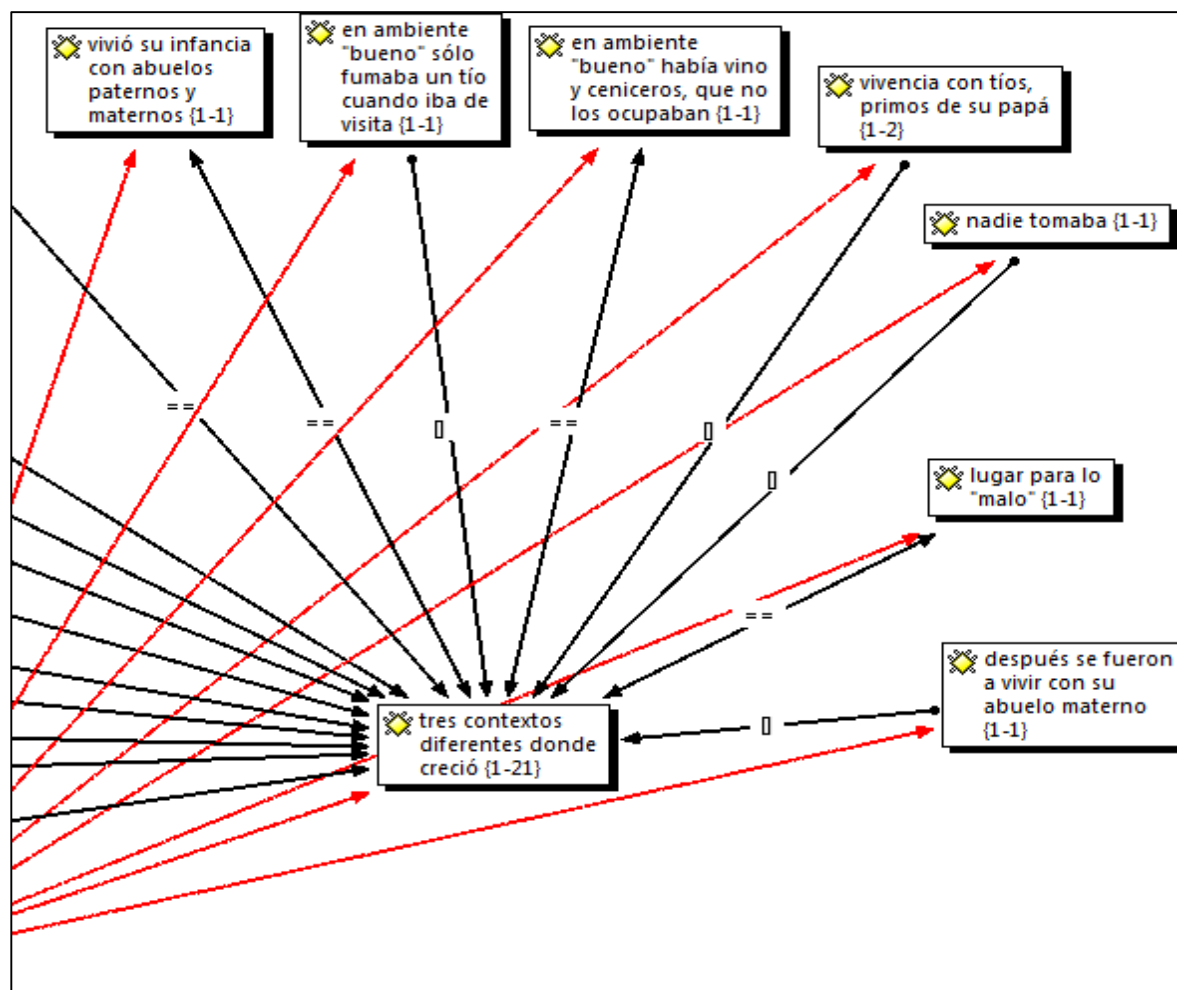 vivió su infancia
con abuelos
paternos y
maternos {1-1}
en ambiente
"bueno" sólo
fumaba un tío
cuando iba de
visita {1-1}
en ambiente
"bueno" había vino
y ceniceros, que no
los ocupaban {1-1}
vivencia con tíos,
primos de su papá
{1-2}
nadie tomaba {1-1}
==
==
[]
==
[]
[]
lugar para lo
"malo" {1-1}
==
después se fueron
a vivir con su
abuelo materno
{1-1}
[]
tres contextos
diferentes donde
creció {1-21}